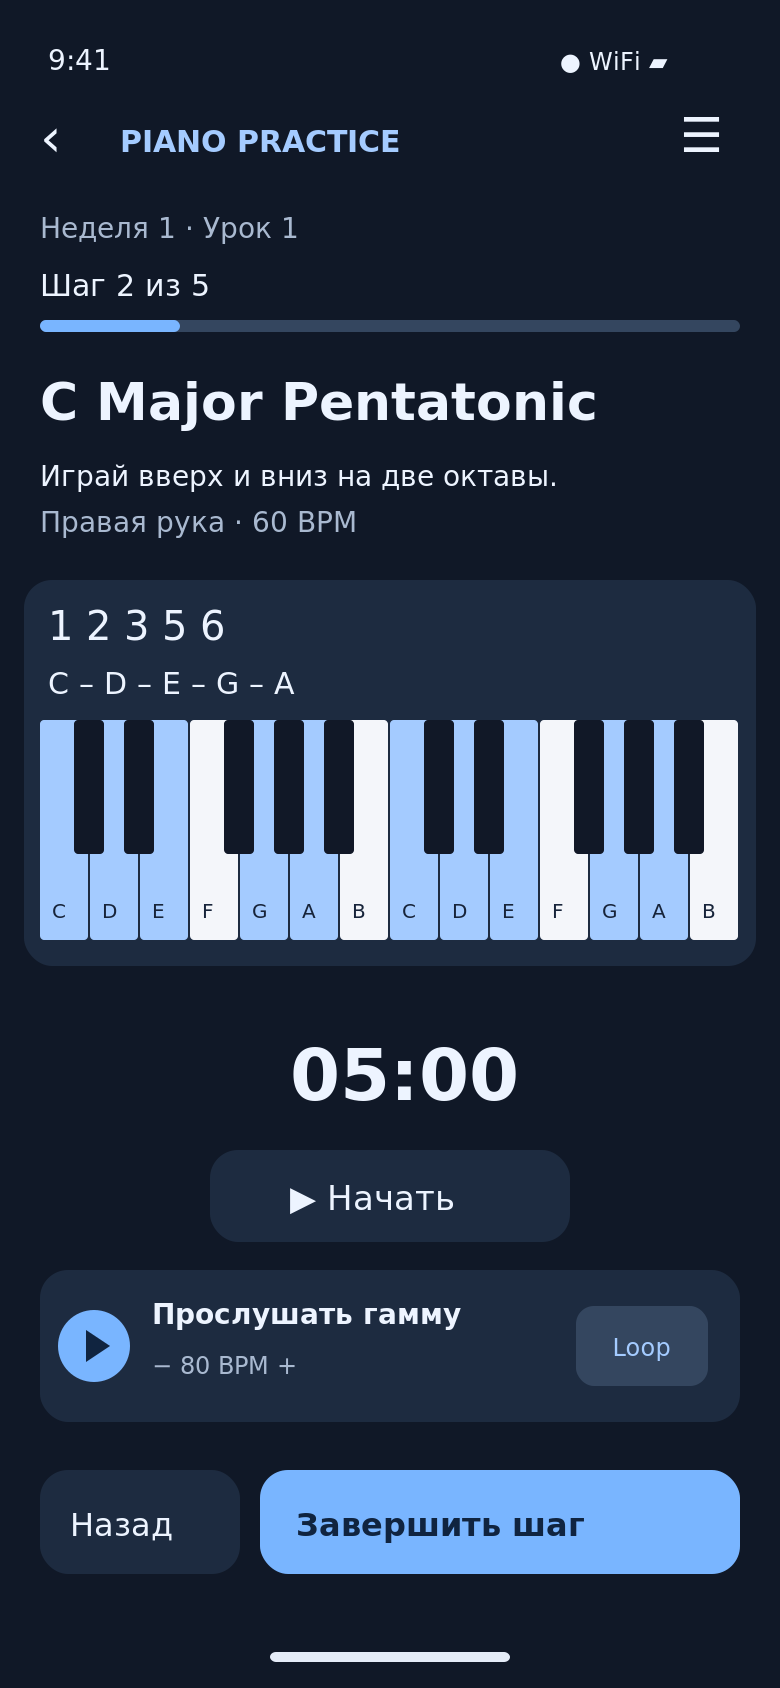 9:41 ● WiFi ▰
‹ PIANO PRACTICE ☰
Неделя 1 · Урок 1
Шаг 2 из 5
C Major Pentatonic
Играй вверх и вниз на две октавы.
Правая рука · 60 BPM
1 2 3 5 6
C – D – E – G – A
C D E F G A B C D E F G A B
05:00
▶ Начать
Прослушать гамму
− 80 BPM +
Loop
Назад
Завершить шаг